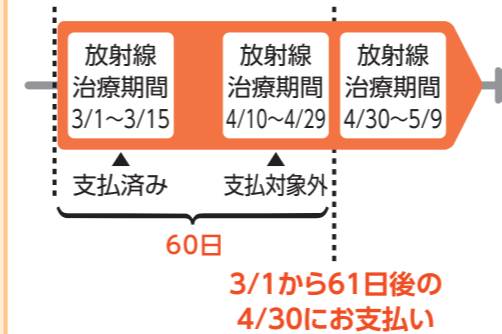 放射線
治療期間
3/1~3/15
放射線
治療期間
4/10~4/29
放射線
治療期間
4/30~5/9
▲
支払済み
▲
支払対象外
60日
3/1から61日後の
4/30にお支払い